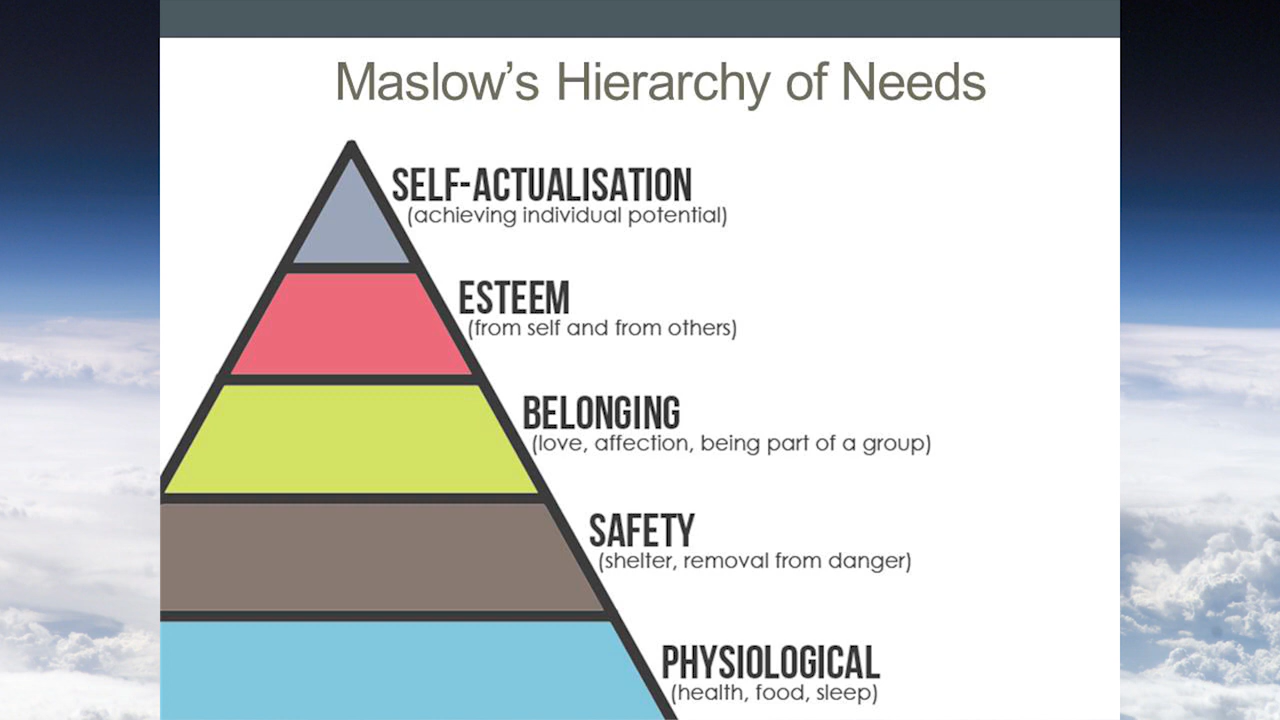 Maslow’s Hierarchy of Needs
SELF-ACTUALISATION
(achieving individual potential)
ESTEEM
(from self and from others)
BELONGING
(love, affection, being part of a group)
SAFETY
(shelter, removal from danger)
PHYSIOLOGICAL
(health, food, sleep)